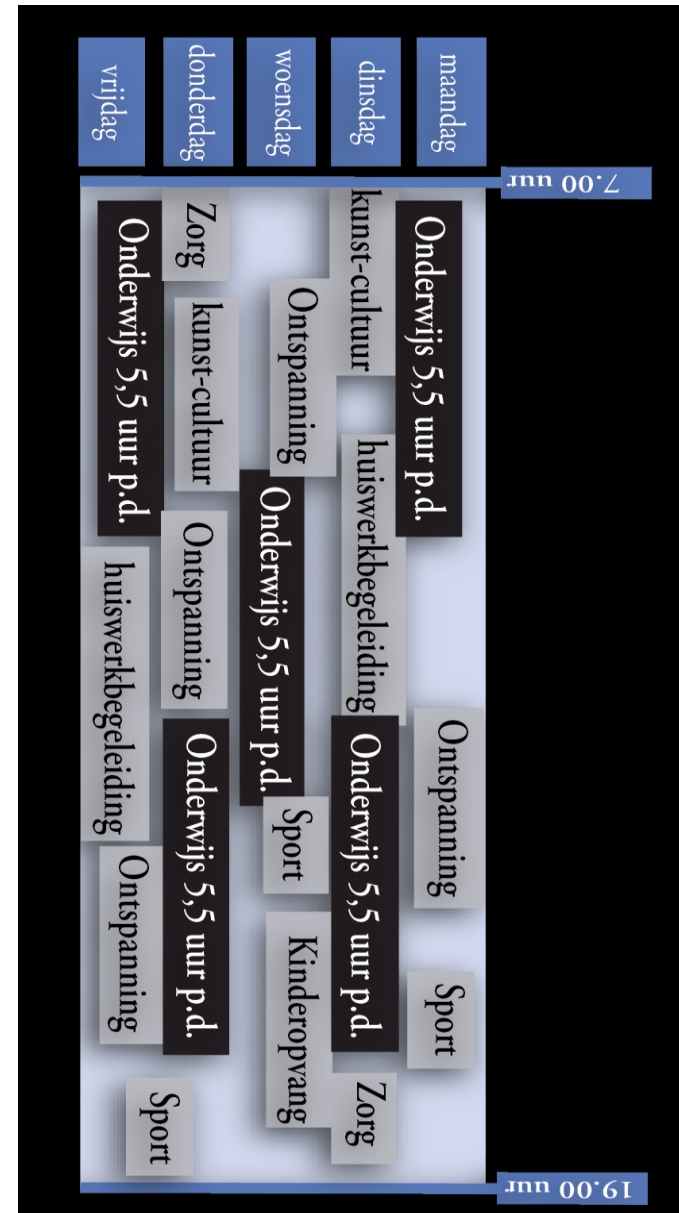 7.00 uur
19.00 uur
maandag
Onderwijs 5,5 uur p.d.
Ontspanning
Sport
dinsdag
kunst-cultuur
huiswerkbegeleiding
Onderwijs 5,5 uur p.d.
Zorg
woensdag
Ontspanning
Onderwijs 5,5 uur p.d.
Sport
Kinderopvang
donderdag
Zorg
kunst-cultuur
Ontspanning
Onderwijs 5,5 uur p.d.
vrijdag
Onderwijs 5,5 uur p.d.
huiswerkbegeleiding
Ontspanning
Sport